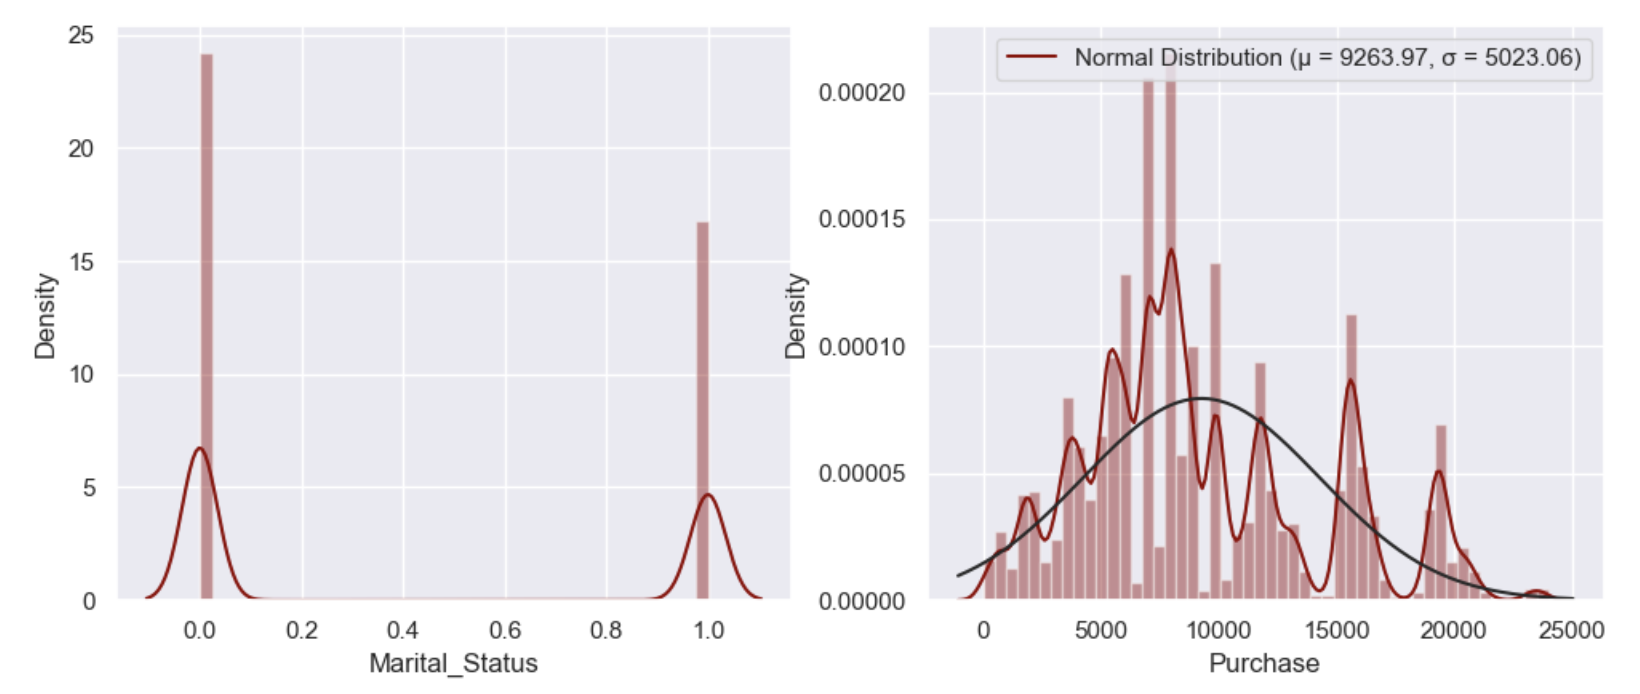 25
20
15
10
5
0
Density
0.0 0.2 0.4 0.6 0.8 1.0
Marital_Status
Normal Distribution (μ = 9263.97, σ = 5023.06)
0.00020
0.00015
0.00010
0.00005
0.00000
Density
0 5000 10000 15000 20000 25000
Purchase